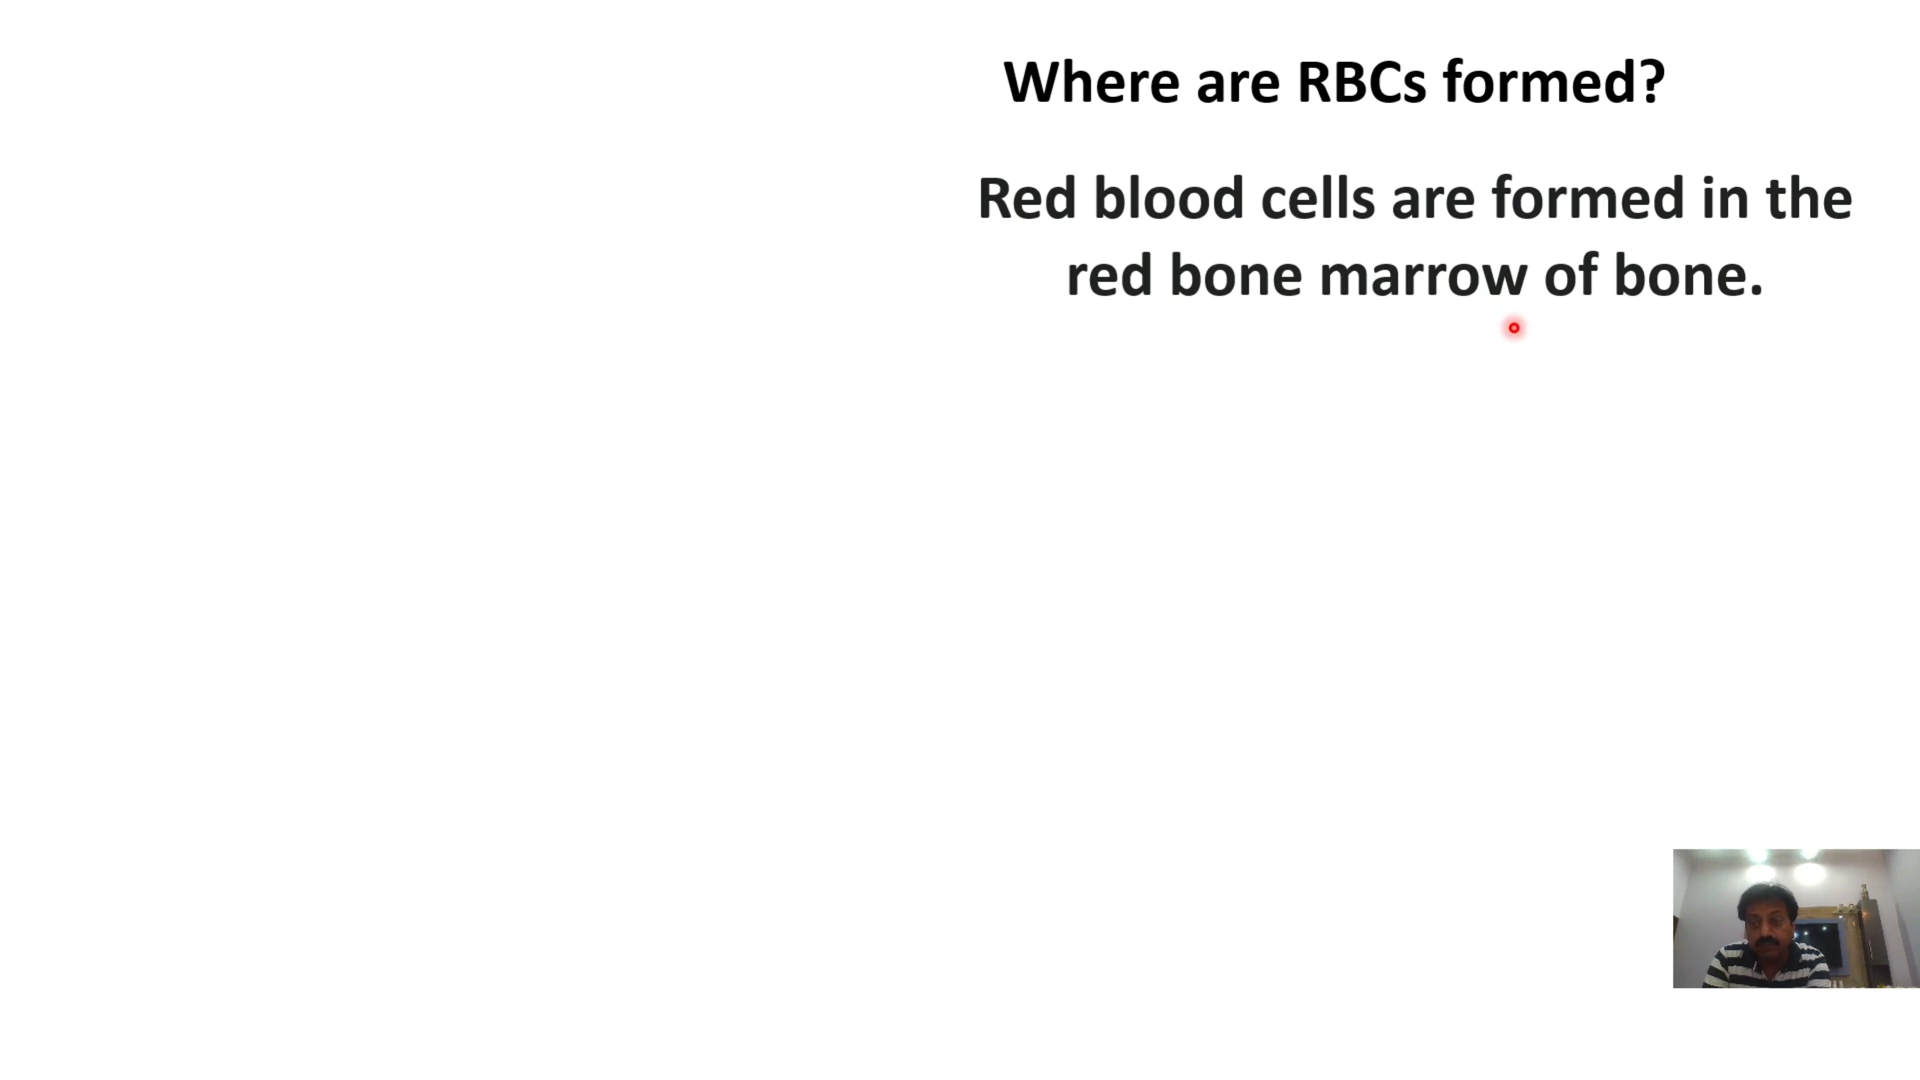 Where are RBCs formed?
Red blood cells are formed in the
red bone marrow of bone.